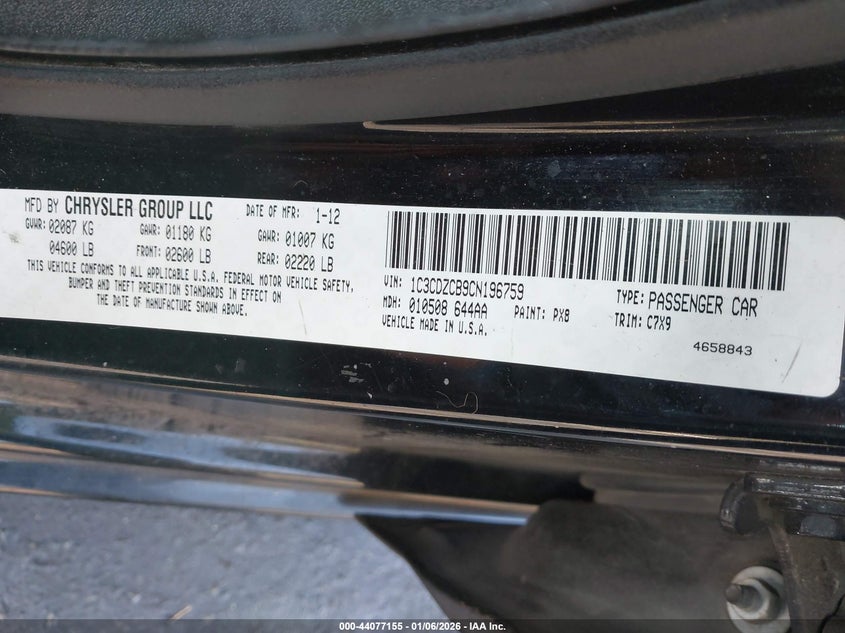 MFD BY CHRYSLER GROUP LLC DATE OF MFR: 1-12
GVWR: 02087 KG GAWR: 01180 KG GAWR: 01007 KG
04600 LB FRONT: 02600 LB REAR: 02220 LB
THIS VEHICLE CONFORMS TO ALL APPLICABLE U.S.A. FEDERAL MOTOR VEHICLE SAFETY,
BUMPER AND THEFT PREVENTION STANDARDS IN EFFECT ON
THE DATE OF MANUFACTURE SHOWN ABOVE.
VIN: 1C3CDZCB9CN196759 TYPE: PASSENGER CAR
MDH: 010508 644AA PAINT: PX8 TRIM: C7X9
VEHICLE MADE IN U.S.A.
4658843
000-44077155 - 01/06/2026 - IAA Inc.